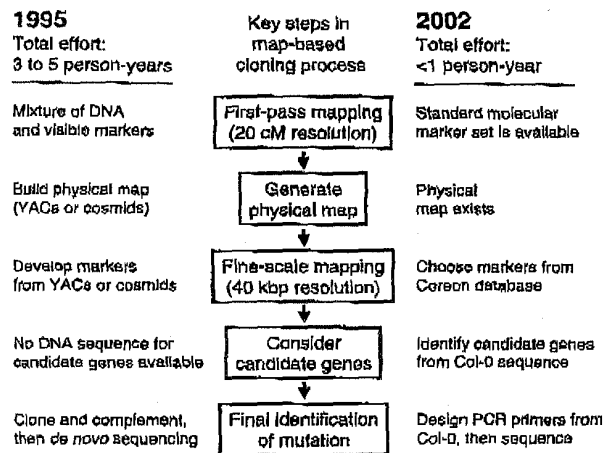 1995
Total effort:
3 to 5 person-years
Key steps in
map-based
cloning process
2002
Total effort:
<1 person-year
Mixture of DNA
and visible markers
First-pass mapping
(20 cM resolution)
Standard molecular
marker set is available
Build physical map
(YACs or cosmids)
Generate
physical map
Physical
map exists
Develop markers
from YACs or cosmids
Fine-scale mapping
(40 kbp resolution)
Choose markers from
Cereon database
No DNA sequence for
candidate genes available
Consider
candidate genes
Identify candidate genes
from Col-0 sequence
Clone and complement,
then de novo sequencing
Final identification
of mutation
Design PCR primers from
Col-0, then sequence